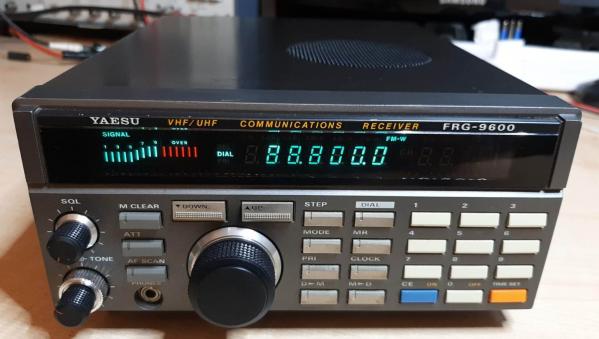 SAMSUNG
YAESU VHF/UHF COMMUNICATIONS RECEIVER FRG-9600
SIGNAL
OVER
FM-W
DIAL 88.800.0
SQL M CLEAR ▼DOWN ▲UP STEP DIAL 1 2 3
ATT MODE MR 4 5 6
TONE AF SCAN PRI CLOCK 7 8 9
PHONES D←M M←D CE ON 0 OFF TIME SET